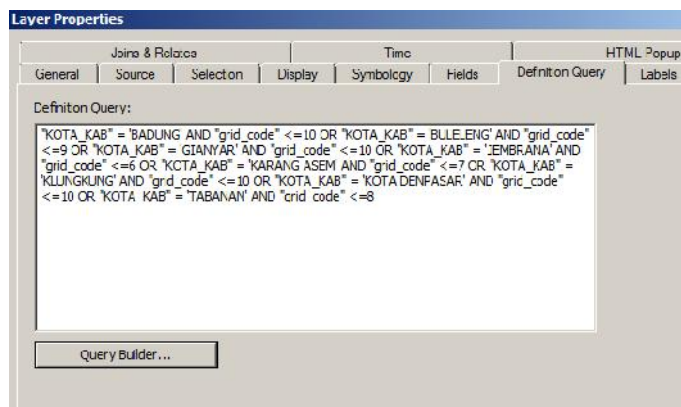 Layer Properties
Joins & Relates Time HTML Popup
General Source Selection Display Symbology Fields Definition Query Labels
Definition Query:
"KOTA_KAB" = 'BADUNG' AND "grid_code" <=10 OR "KOTA_KAB" = 'BULELENG' AND "grid_code"
<=9 OR "KOTA_KAB" = 'GIANYAR' AND "grid_code" <=10 OR "KOTA_KAB" = 'JEMBRANA' AND
"grid_code" <=6 OR "KOTA_KAB" = 'KARANG ASEM' AND "grid_code" <=7 OR "KOTA_KAB" =
'KLUNGKUNG' AND "grid_code" <=10 OR "KOTA_KAB" = 'KOTA DENPASAR' AND "grid_code"
<=10 OR "KOTA_KAB" = 'TABANAN' AND "grid_code" <=8
Query Builder...